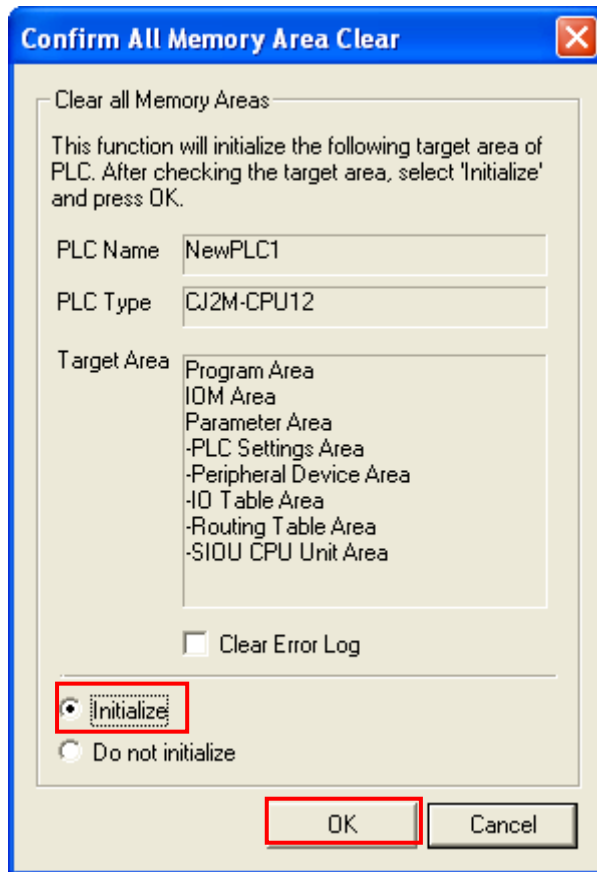 Confirm All Memory Area Clear
Clear all Memory Areas
This function will initialize the following target area of
PLC. After checking the target area, select 'Initialize'
and press OK.
PLC Name NewPLC1
PLC Type CJ2M-CPU12
Target Area
Program Area
IOM Area
Parameter Area
-PLC Settings Area
-Peripheral Device Area
-IO Table Area
-Routing Table Area
-SIOU CPU Unit Area
Clear Error Log
Initialize
Do not initialize
OK Cancel